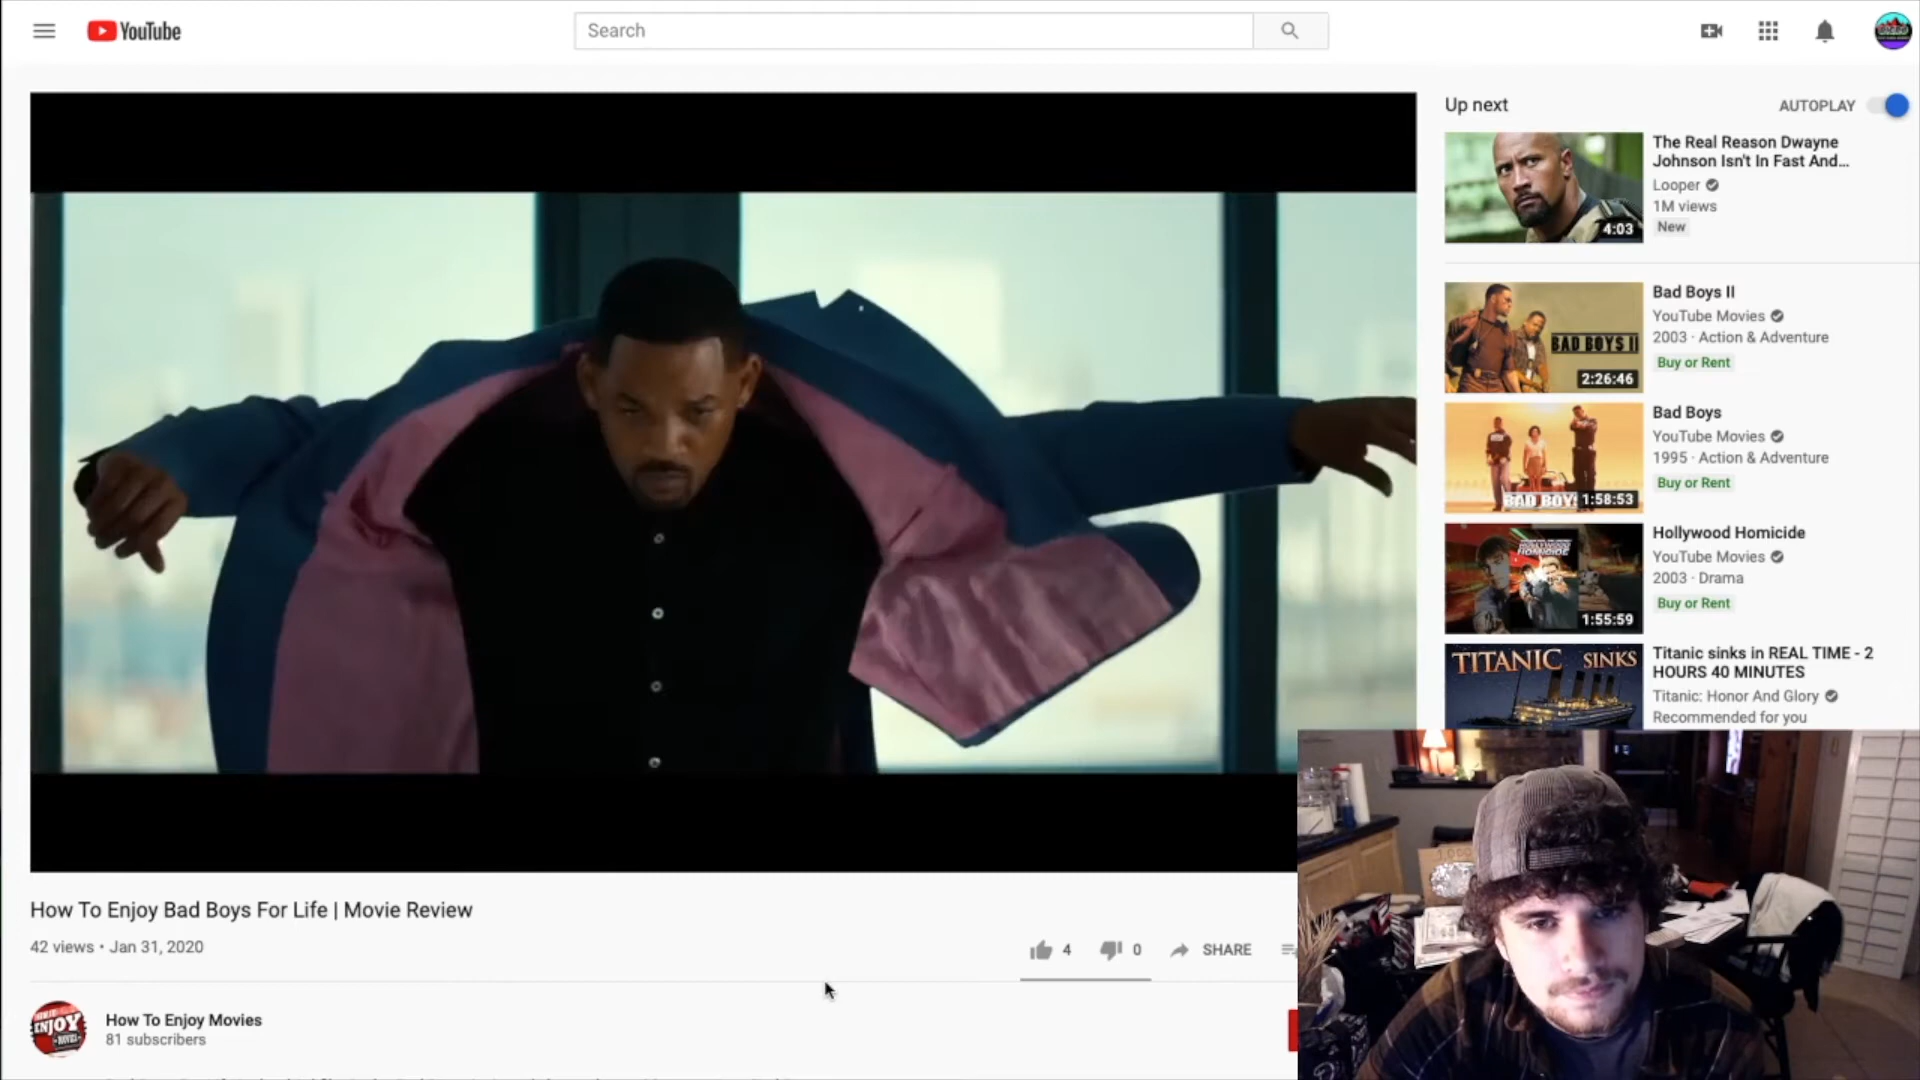 YouTube
Search
Up next
AUTOPLAY
The Real Reason Dwayne
Johnson Isn't In Fast And...
Looper
1M views
New
4:03
Bad Boys II
YouTube Movies
2003 · Action & Adventure
Buy or Rent
BAD BOYS II
2:26:46
Bad Boys
YouTube Movies
1995 · Action & Adventure
Buy or Rent
BAD BOY
1:58:53
Hollywood Homicide
YouTube Movies
2003 · Drama
Buy or Rent
HOLLYWOOD
HOMICIDE
1:55:59
Titanic sinks in REAL TIME - 2
HOURS 40 MINUTES
Titanic: Honor And Glory
Recommended for you
TITANIC SINKS
How To Enjoy Bad Boys For Life | Movie Review
42 views • Jan 31, 2020
4
0
SHARE
ENJOY
MOVIES
How To Enjoy Movies
81 subscribers